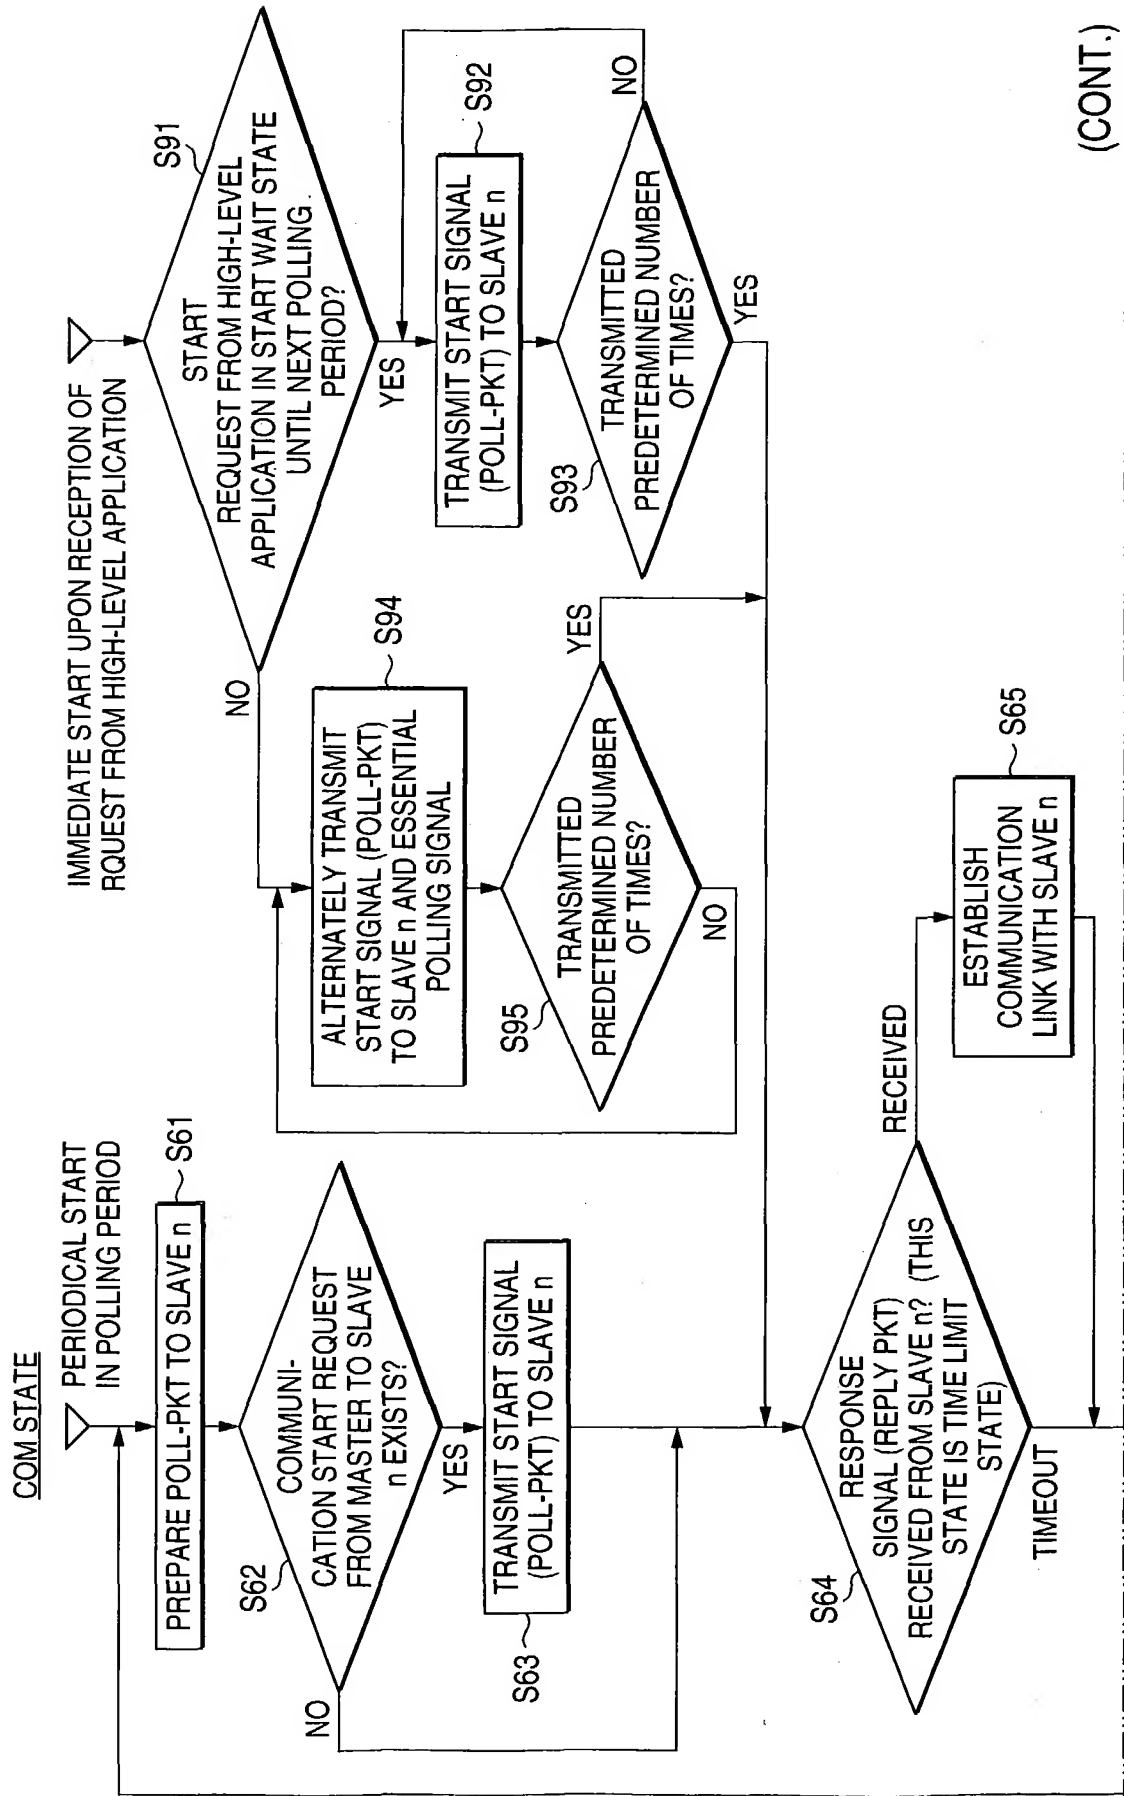 COM STATE
PERIODICAL START
IN POLLING PERIOD
PREPARE POLL-PKT TO SLAVE n
S61
COMMUNI-
CATION START REQUEST
FROM MASTER TO SLAVE
n EXISTS?
S62
NO
YES
TRANSMIT START SIGNAL
(POLL-PKT) TO SLAVE n
S63
IMMEDIATE START UPON RECEPTION OF
RQUEST FROM HIGH-LEVEL APPLICATION
START
REQUEST FROM HIGH-LEVEL
APPLICATION IN START WAIT STATE
UNTIL NEXT POLLING
PERIOD?
S91
NO
YES
TRANSMIT START SIGNAL
(POLL-PKT) TO SLAVE n
S92
TRANSMITTED
PREDETERMINED NUMBER
OF TIMES?
S93
NO
YES
ALTERNATELY TRANSMIT
START SIGNAL (POLL-PKT)
TO SLAVE n AND ESSENTIAL
POLLING SIGNAL
S94
TRANSMITTED
PREDETERMINED NUMBER
OF TIMES?
S95
YES
NO
RESPONSE
SIGNAL (REPLY PKT)
RECEIVED FROM SLAVE n? (THIS
STATE IS TIME LIMIT
STATE)
S64
RECEIVED
TIMEOUT
ESTABLISH
COMMUNICATION
LINK WITH SLAVE n
S65
(CONT.)